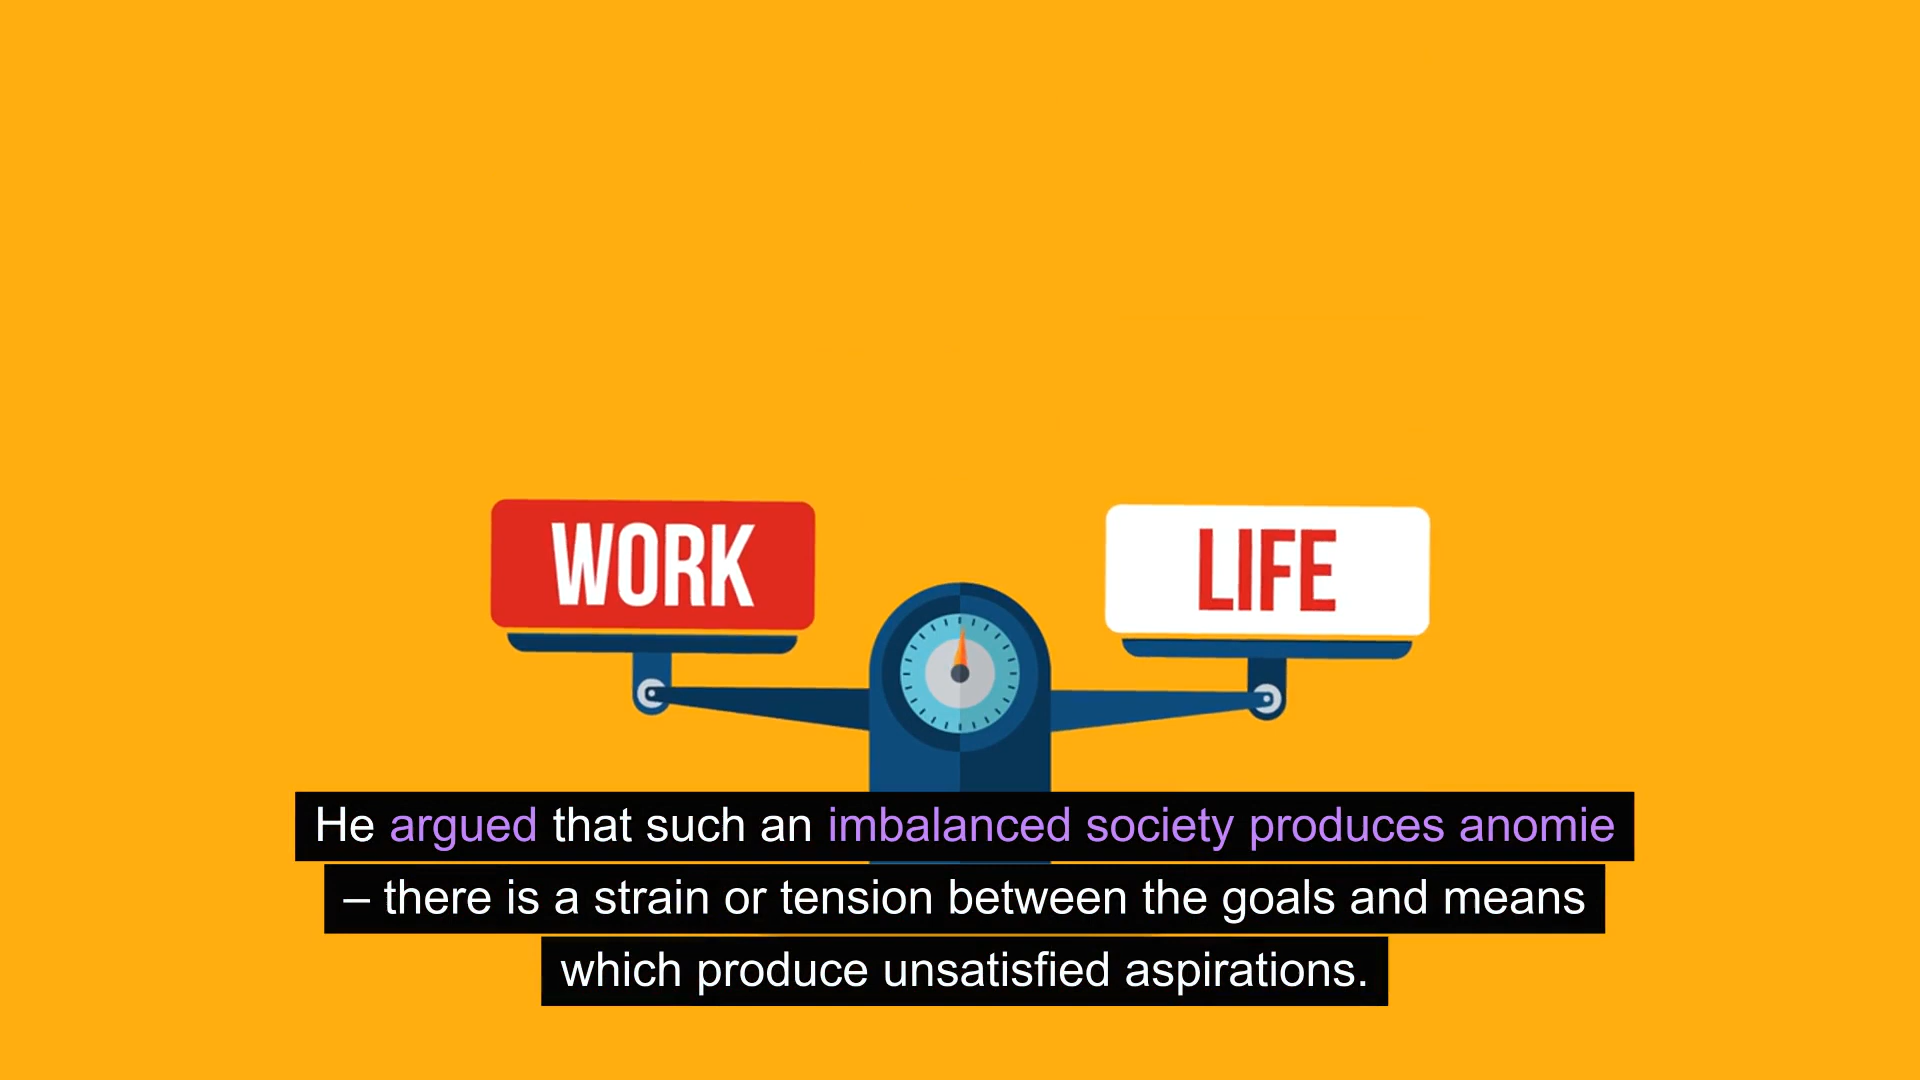 WORK
LIFE
He argued that such an imbalanced society produces anomie
– there is a strain or tension between the goals and means
which produce unsatisfied aspirations.